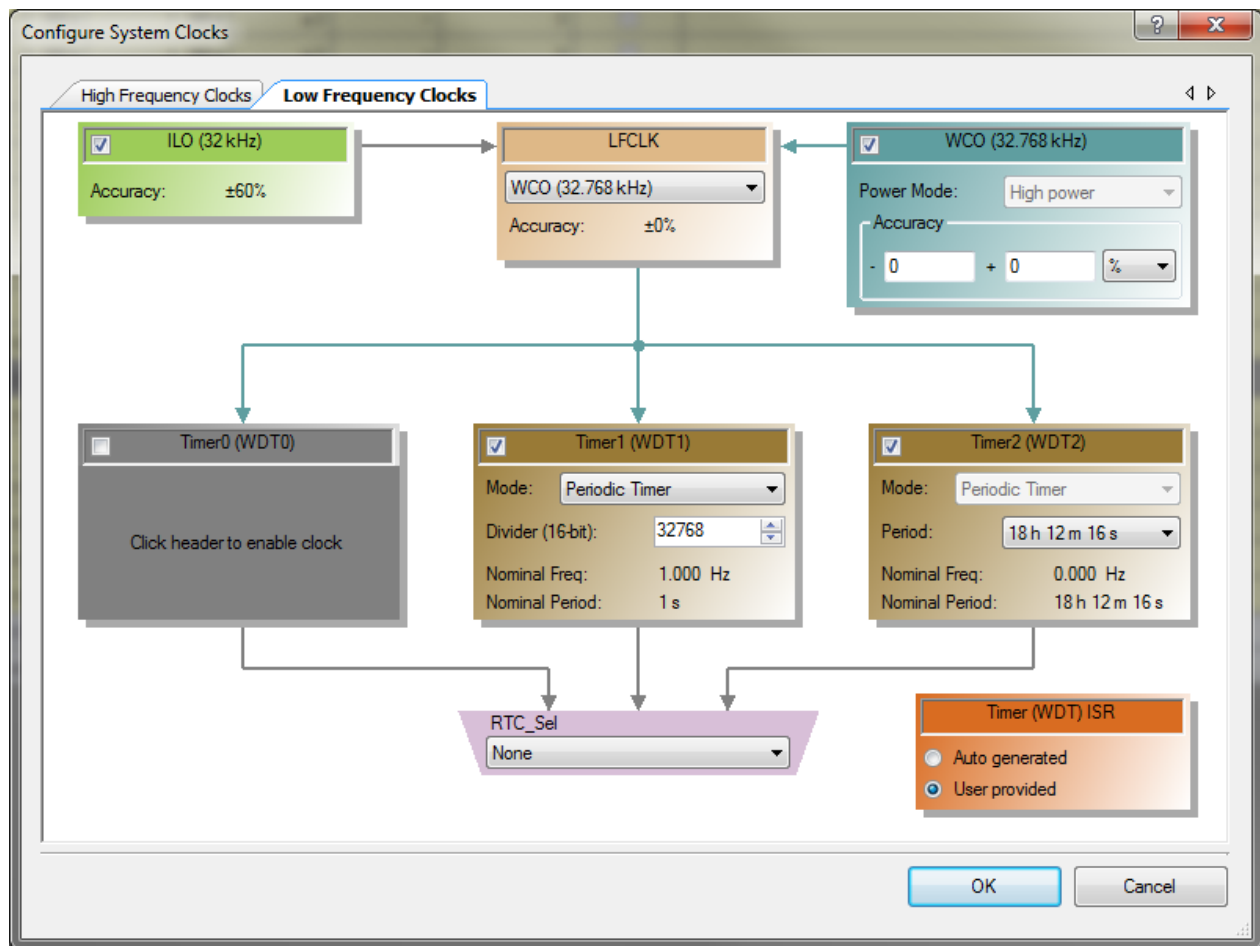 Configure System Clocks
High Frequency Clocks
Low Frequency Clocks
ILO (32 kHz)
Accuracy: ±60%
LFCLK
WCO (32.768 kHz)
Accuracy: ±0%
WCO (32.768 kHz)
Power Mode: High power
Accuracy
- 0 + 0 %
Timer0 (WDT0)
Click header to enable clock
Timer1 (WDT1)
Mode: Periodic Timer
Divider (16-bit): 32768
Nominal Freq: 1.000 Hz
Nominal Period: 1 s
Timer2 (WDT2)
Mode: Periodic Timer
Period: 18 h 12 m 16 s
Nominal Freq: 0.000 Hz
Nominal Period: 18 h 12 m 16 s
RTC_Sel
None
Timer (WDT) ISR
Auto generated
User provided
OK
Cancel